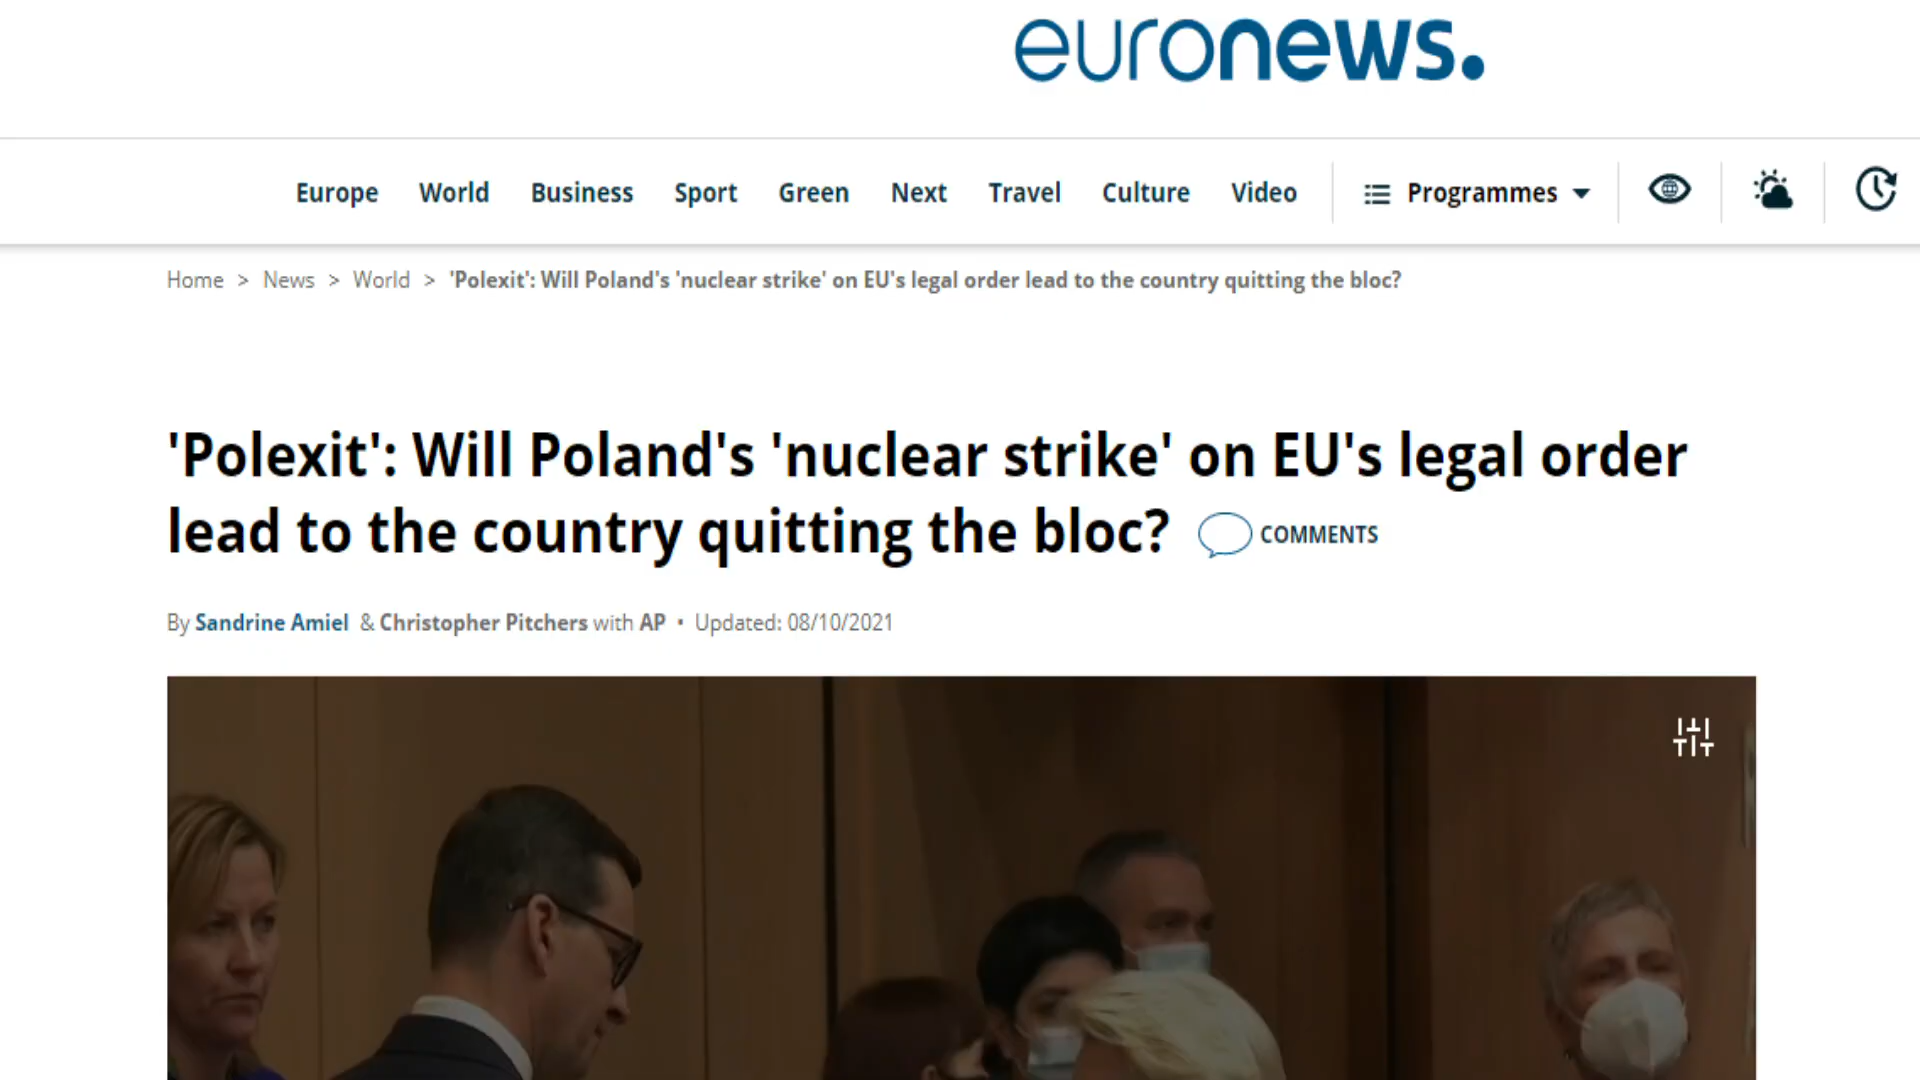 euronews.
Europe World Business Sport Green Next Travel Culture Video Programmes
Home > News > World > 'Polexit': Will Poland's 'nuclear strike' on EU's legal order lead to the country quitting the bloc?
'Polexit': Will Poland's 'nuclear strike' on EU's legal order
lead to the country quitting the bloc? COMMENTS
By Sandrine Amiel & Christopher Pitchers with AP • Updated: 08/10/2021